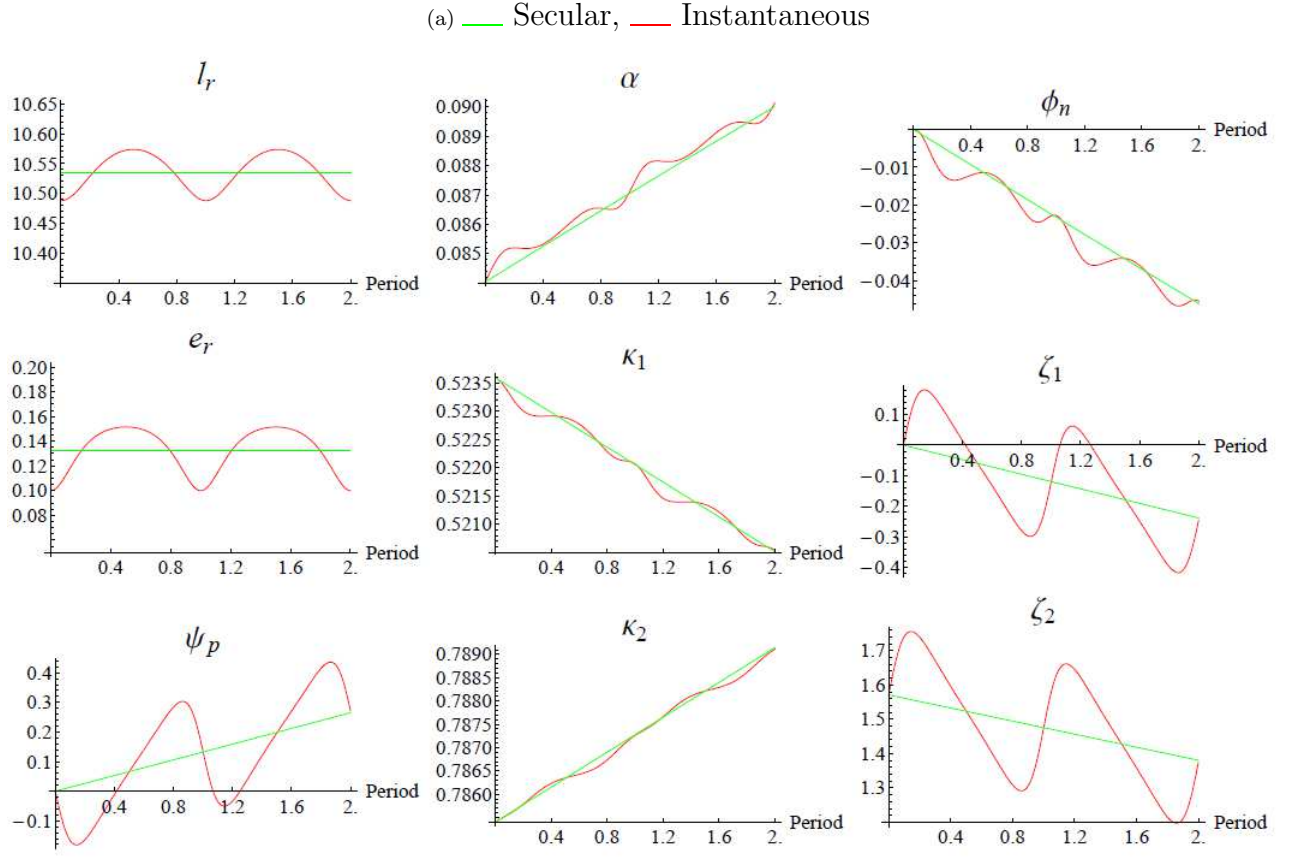 (a) Secular, Instantaneous
l_r
10.65
10.60
10.55
10.50
10.45
10.40
0.4 0.8 1.2 1.6 2.
Period
α
0.090
0.089
0.088
0.087
0.086
0.085
0.4 0.8 1.2 1.6 2.
Period
ϕ_n
Period
0.4 0.8 1.2 1.6 2.
−0.01
−0.02
−0.03
−0.04
e_r
0.20
0.18
0.16
0.14
0.12
0.10
0.08
0.4 0.8 1.2 1.6 2.
Period
κ_1
0.5235
0.5230
0.5225
0.5220
0.5215
0.5210
0.4 0.8 1.2 1.6 2.
Period
ζ_1
0.1
Period
0.4 0.8 1.2 1.6 2.
−0.1
−0.2
−0.3
−0.4
ψ_p
0.4
0.3
0.2
0.1
Period
0.4 0.8 1.2 1.6 2.
−0.1
κ_2
0.7890
0.7885
0.7880
0.7875
0.7870
0.7865
0.7860
0.4 0.8 1.2 1.6 2.
Period
ζ_2
1.7
1.6
1.5
1.4
1.3
0.4 0.8 1.2 1.6 2.
Period